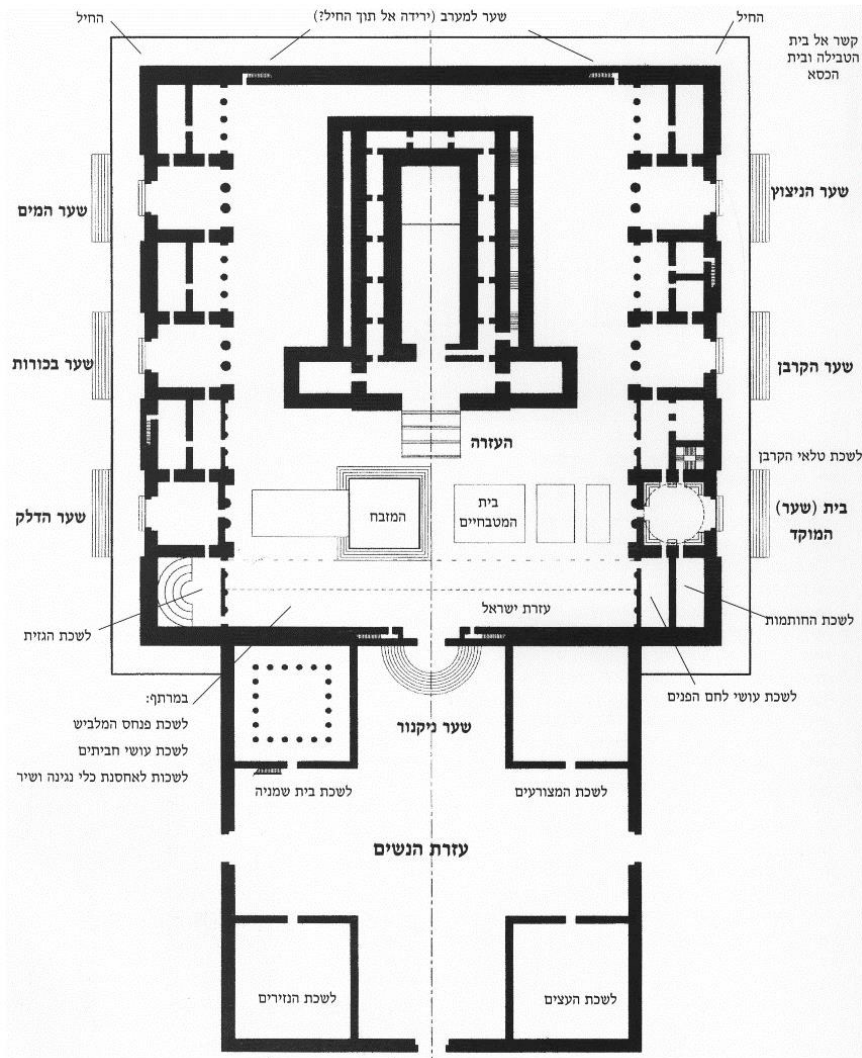 החיל
שער למערב (ירידה אל תוך החיל?)
החיל
קשר אל בית
הטבילה ובית
הכסא
שער הניצוץ
שער המים
שער הקרבן
שער בכורות
העזרה
לשכת טלאי הקרבן
בית (שער)
המוקד
בית
המטבחיים
המזבח
שער הדלק
לשכת החותמות
עזרת ישראל
לשכת הגזית
לשכת עושי לחם הפנים
במרתף:
לשכת פנחס המלביש
לשכת עושי חביתים
לשכות לאחסנת כלי נגינה ושיר
שער ניקנור
לשכת המצורעים
לשכת בית שמניה
עזרת הנשים
לשכת העצים
לשכת הנזירים